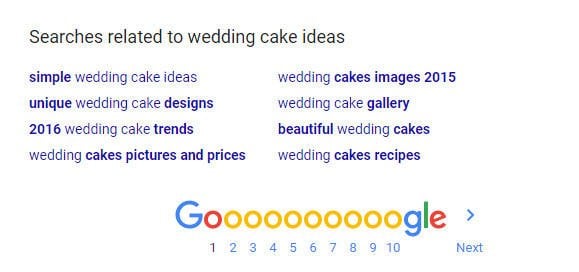 Searches related to wedding cake ideas
simple wedding cake ideas
unique wedding cake designs
2016 wedding cake trends
wedding cakes pictures and prices
wedding cakes images 2015
wedding cake gallery
beautiful wedding cakes
wedding cakes recipes
Goooooooooogle
1 2 3 4 5 6 7 8 9 10 Next